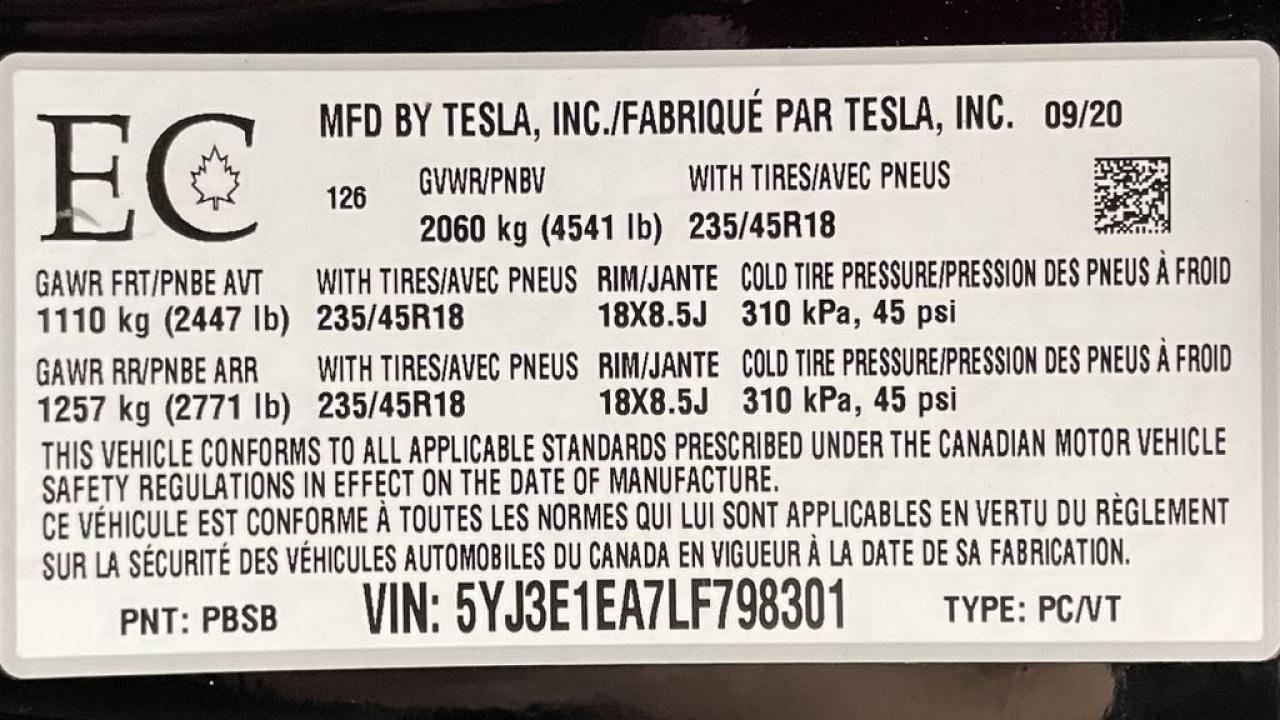 EC MFD BY TESLA, INC./FABRIQUÉ PAR TESLA, INC. 09/20
126 GVWR/PNBV WITH TIRES/AVEC PNEUS
2060 kg (4541 lb) 235/45R18
GAWR FRT/PNBE AVT WITH TIRES/AVEC PNEUS RIM/JANTE COLD TIRE PRESSURE/PRESSION DES PNEUS À FROID
1110 kg (2447 lb) 235/45R18 18X8.5J 310 kPa, 45 psi
GAWR RR/PNBE ARR WITH TIRES/AVEC PNEUS RIM/JANTE COLD TIRE PRESSURE/PRESSION DES PNEUS À FROID
1257 kg (2771 lb) 235/45R18 18X8.5J 310 kPa, 45 psi
THIS VEHICLE CONFORMS TO ALL APPLICABLE STANDARDS PRESCRIBED UNDER THE CANADIAN MOTOR VEHICLE
SAFETY REGULATIONS IN EFFECT ON THE DATE OF MANUFACTURE.
CE VÉHICULE EST CONFORME À TOUTES LES NORMES QUI LUI SONT APPLICABLES EN VERTU DU RÈGLEMENT
SUR LA SÉCURITÉ DES VÉHICULES AUTOMOBILES DU CANADA EN VIGUEUR À LA DATE DE SA FABRICATION.
PNT: PBSB VIN: 5YJ3E1EA7LF798301 TYPE: PC/VT